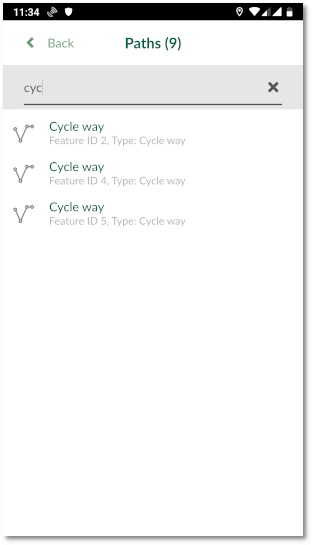 11:34
Back
Paths (9)
cyc
Cycle way
Feature ID 2, Type: Cycle way
Cycle way
Feature ID 4, Type: Cycle way
Cycle way
Feature ID 5, Type: Cycle way